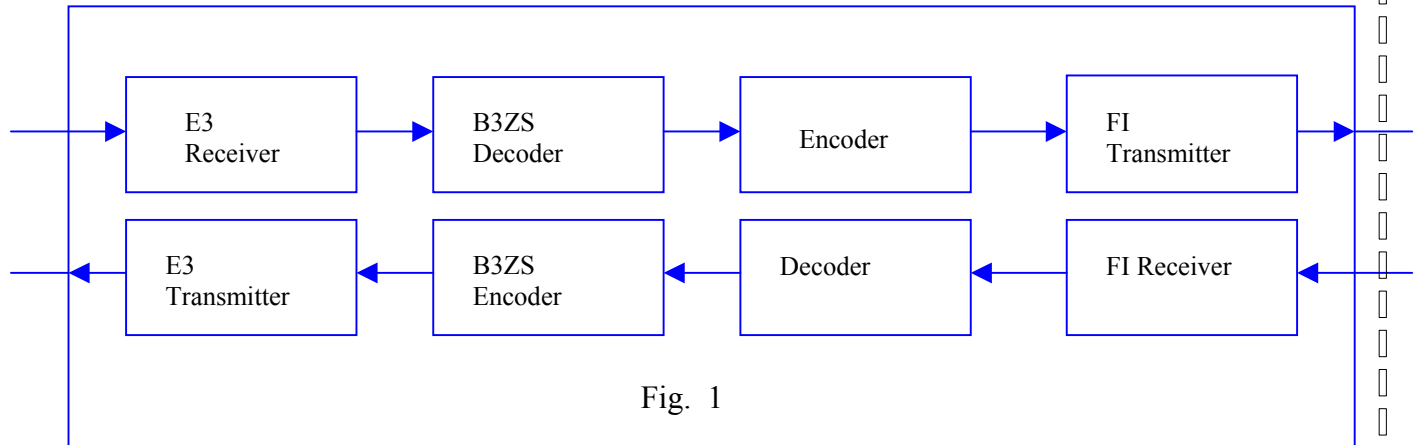 E3
Receiver
B3ZS
Decoder
Encoder
FI
Transmitter
E3
Transmitter
B3ZS
Encoder
Decoder
FI Receiver
Fig. 1